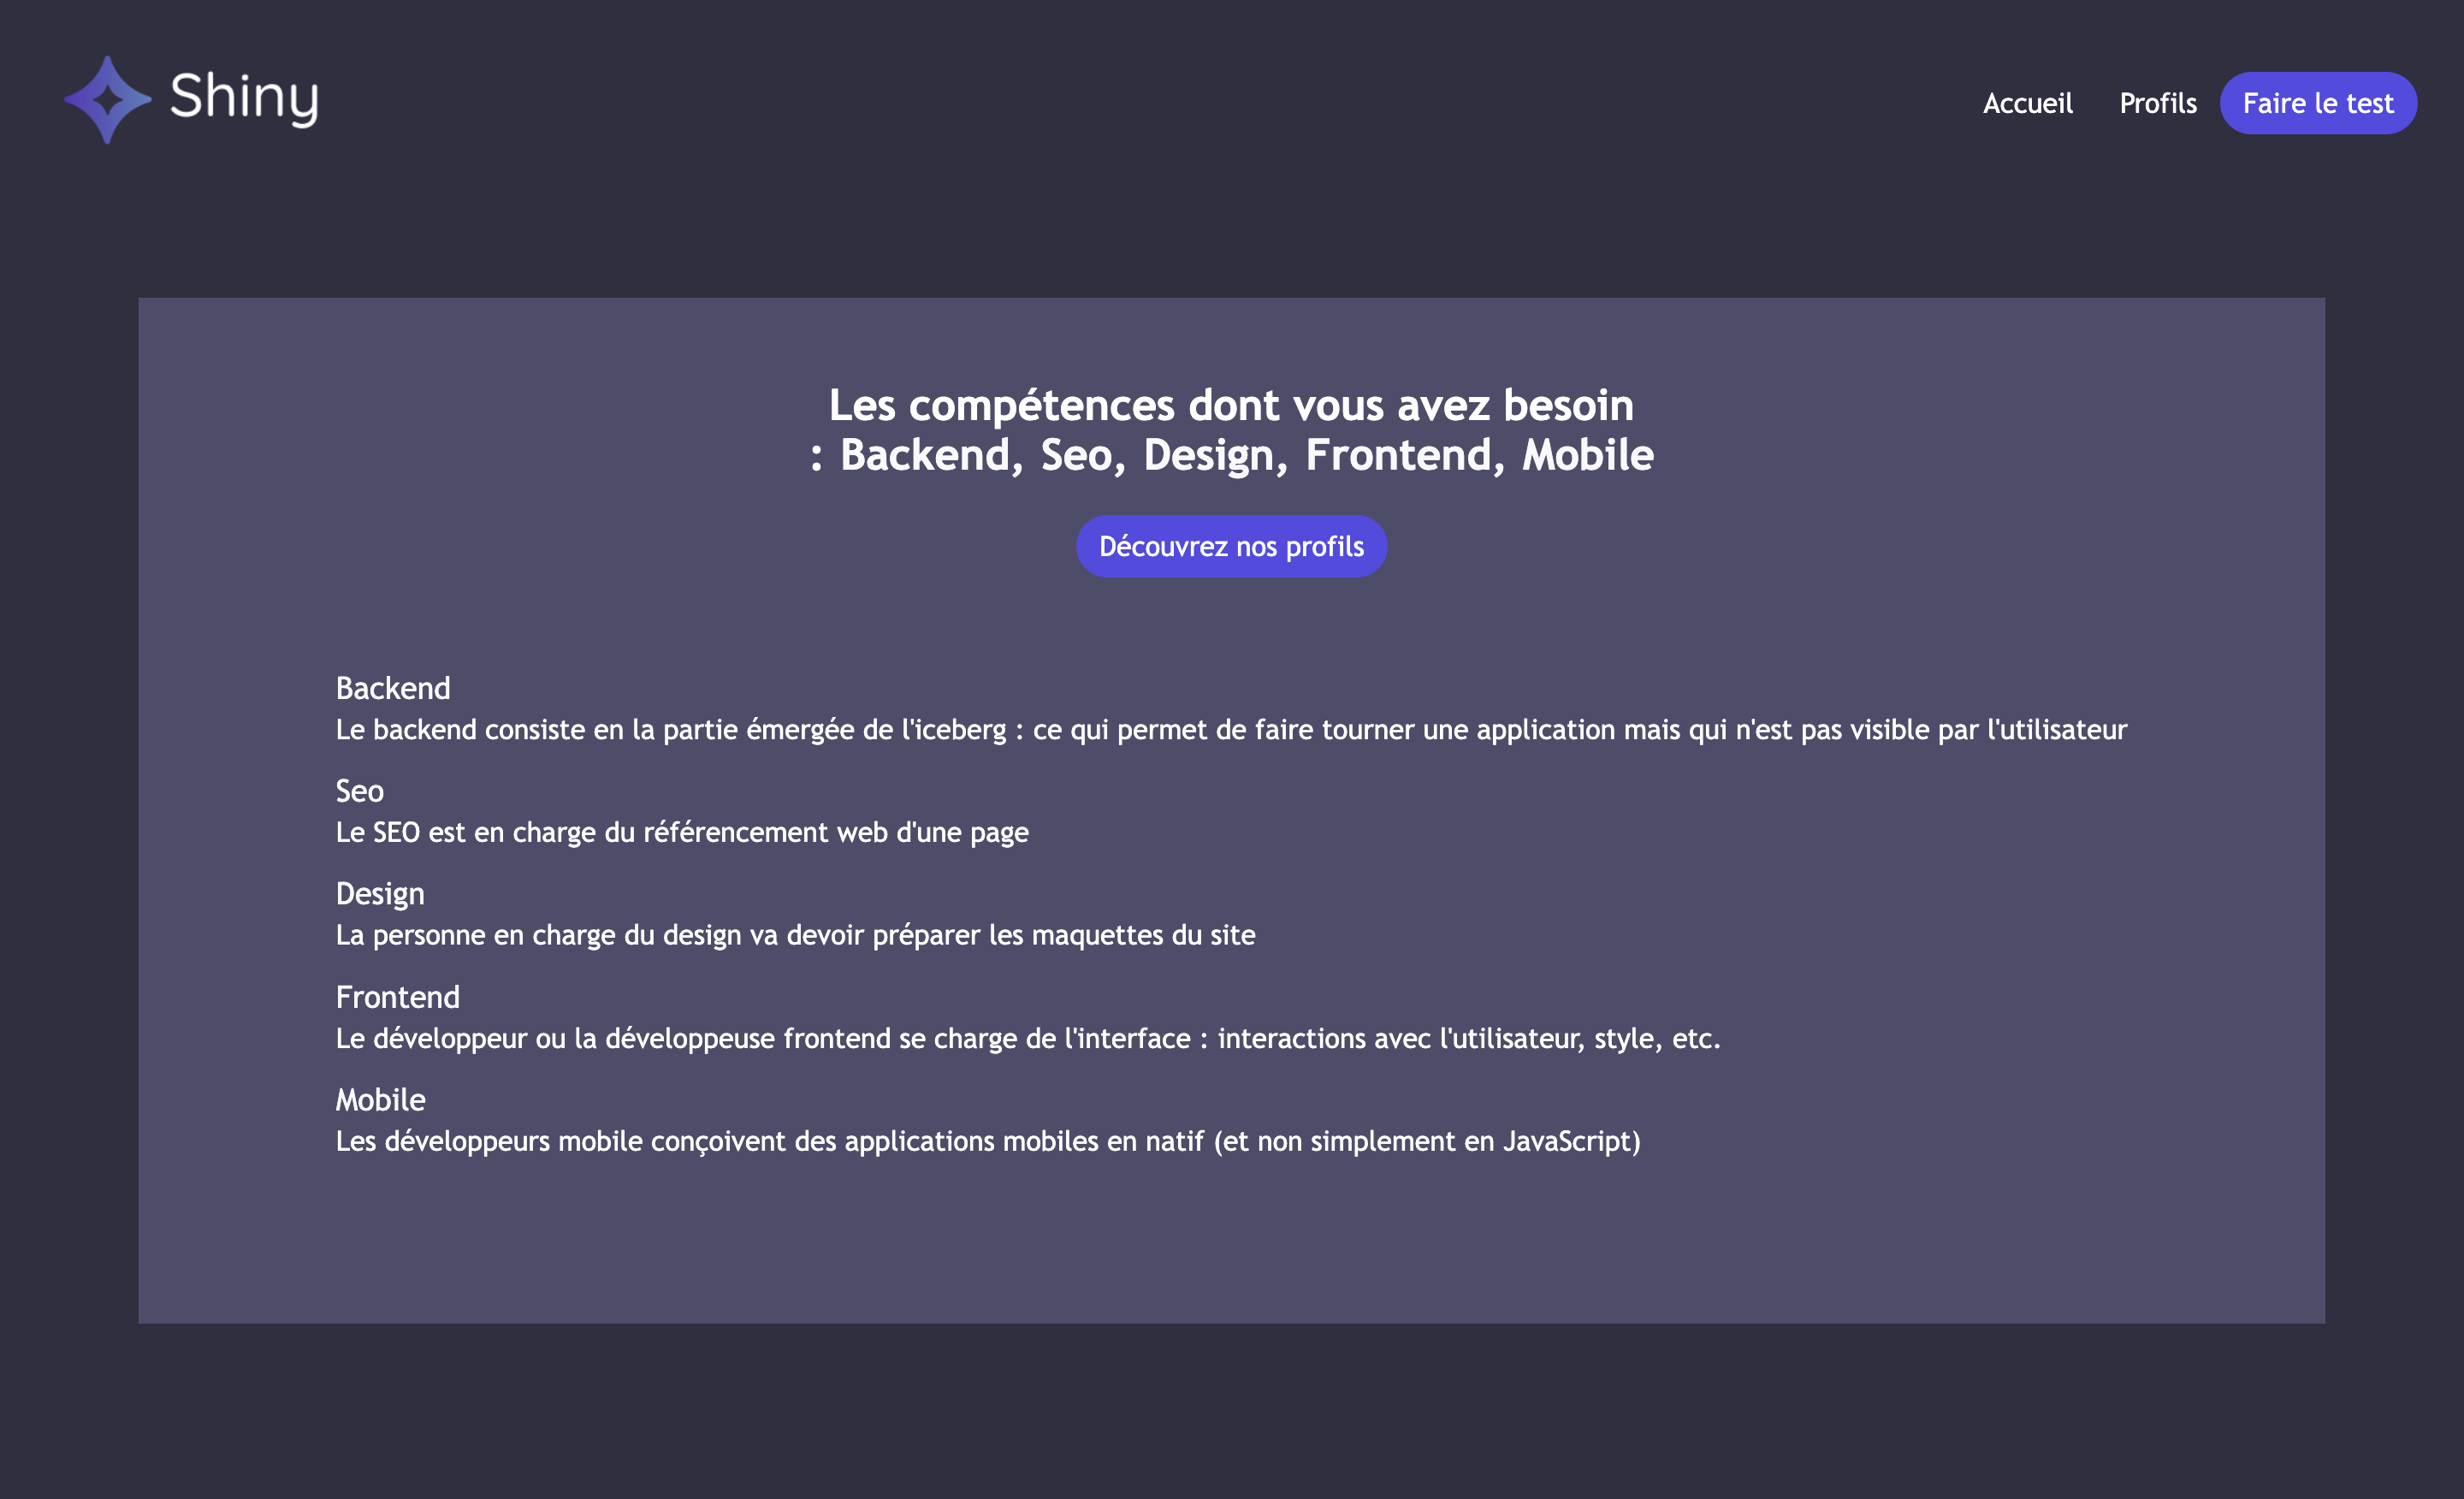 Shiny
Accueil Profils Faire le test
Les compétences dont vous avez besoin
: Backend, Seo, Design, Frontend, Mobile
Découvrez nos profils
Backend
Le backend consiste en la partie émergée de l'iceberg : ce qui permet de faire tourner une application mais qui n'est pas visible par l'utilisateur
Seo
Le SEO est en charge du référencement web d'une page
Design
La personne en charge du design va devoir préparer les maquettes du site
Frontend
Le développeur ou la développeuse frontend se charge de l'interface : interactions avec l'utilisateur, style, etc.
Mobile
Les développeurs mobile conçoivent des applications mobiles en natif (et non simplement en JavaScript)